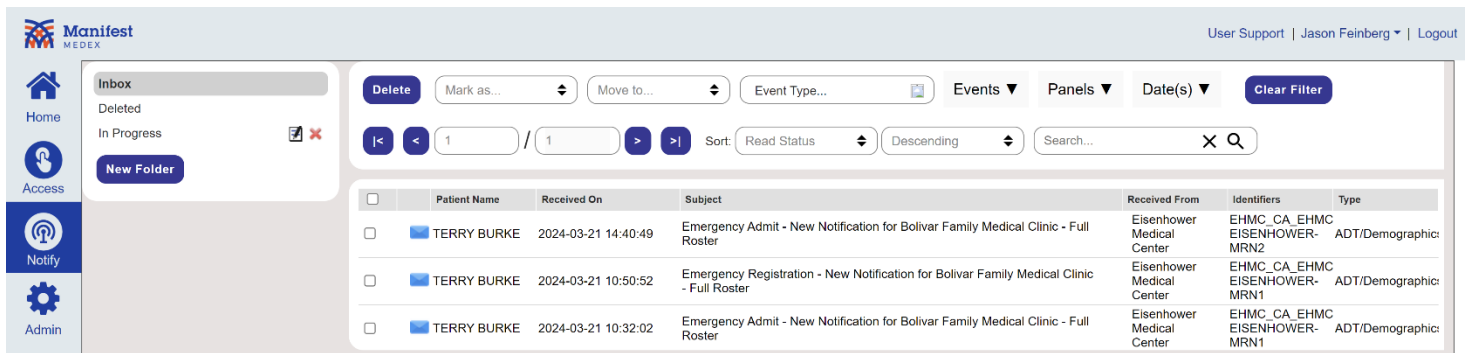 Manifest
MEDEX
User Support | Jason Feinberg | Logout
Home
Access
Notify
Admin
Inbox
Deleted
In Progress
New Folder
Delete Mark as... Move to... Event Type... Events ▼ Panels ▼ Date(s) ▼ Clear Filter
|< < 1 / 1 > >| Sort: Read Status Descending Search...
Patient Name Received On Subject Received From Identifiers Type
TERRY BURKE 2024-03-21 14:40:49 Emergency Admit - New Notification for Bolivar Family Medical Clinic - Full
Roster
Eisenhower
Medical
Center
EHMC_CA_EHMC
EISENHOWER-
MRN2
ADT/Demographics
TERRY BURKE 2024-03-21 10:50:52 Emergency Registration - New Notification for Bolivar Family Medical Clinic
- Full Roster
Eisenhower
Medical
Center
EHMC_CA_EHMC
EISENHOWER-
MRN1
ADT/Demographics
TERRY BURKE 2024-03-21 10:32:02 Emergency Admit - New Notification for Bolivar Family Medical Clinic - Full
Roster
Eisenhower
Medical
Center
EHMC_CA_EHMC
EISENHOWER-
MRN1
ADT/Demographics